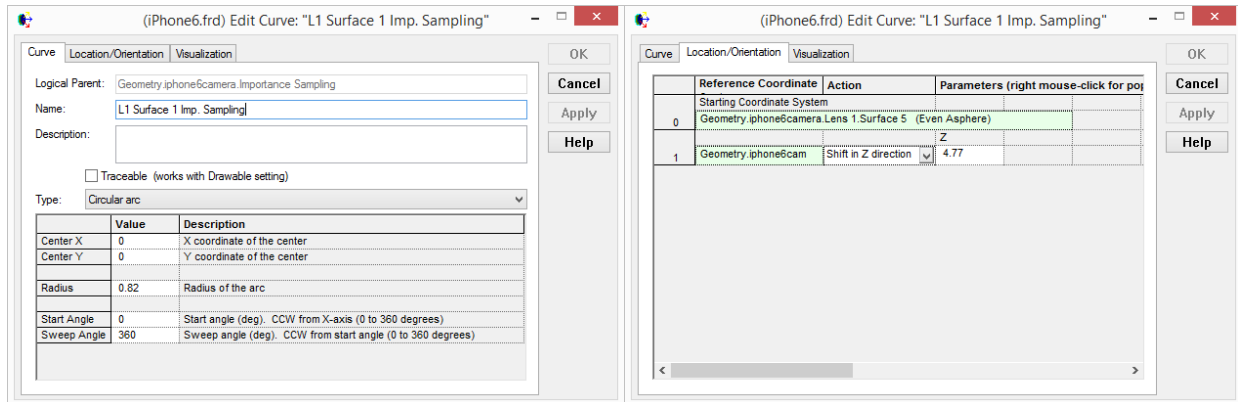 (iPhone6.frd) Edit Curve: "L1 Surface 1 Imp. Sampling"
Curve Location/Orientation Visualization
OK
Cancel
Apply
Help
Logical Parent: Geometry.iphone6camera.Importance Sampling
Name: L1 Surface 1 Imp. Sampling
Description:
Traceable (works with Drawable setting)
Type: Circular arc
Value Description
Center X 0 X coordinate of the center
Center Y 0 Y coordinate of the center
Radius 0.82 Radius of the arc
Start Angle 0 Start angle (deg). CCW from X-axis (0 to 360 degrees)
Sweep Angle 360 Sweep angle (deg). CCW from start angle (0 to 360 degrees)
(iPhone6.frd) Edit Curve: "L1 Surface 1 Imp. Sampling"
Curve Location/Orientation Visualization
OK
Cancel
Apply
Help
Reference Coordinate Action Parameters (right mouse-click for pop
Starting Coordinate System
0 Geometry.iphone6camera.Lens 1.Surface 5 (Even Asphere)
Z
1 Geometry.iphone6cam Shift in Z direction 4.77